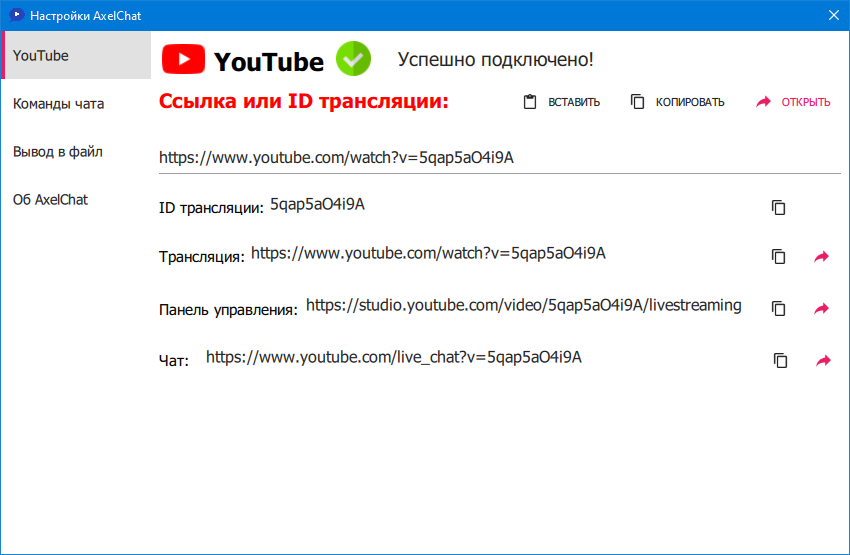 Настройки AxelChat
YouTube
Команды чата
Вывод в файл
Об AxelChat
YouTube Успешно подключено!
Ссылка или ID трансляции: ВСТАВИТЬ КОПИРОВАТЬ ОТКРЫТЬ
https://www.youtube.com/watch?v=5qap5aO4i9A
ID трансляции: 5qap5aO4i9A
Трансляция: https://www.youtube.com/watch?v=5qap5aO4i9A
Панель управления: https://studio.youtube.com/video/5qap5aO4i9A/livestreaming
Чат: https://www.youtube.com/live_chat?v=5qap5aO4i9A